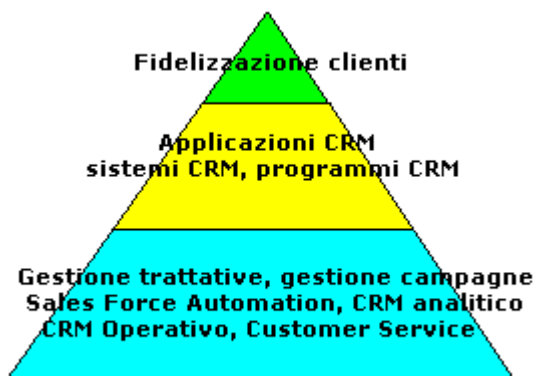 Fidelizzazione clienti
Applicazioni CRM
sistemi CRM, programmi CRM
Gestione trattative, gestione campagne
Sales Force Automation, CRM analitico
CRM Operativo, Customer Service